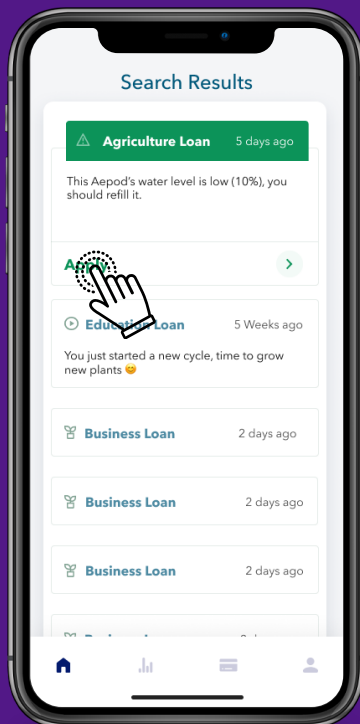 Search Results
Agriculture Loan 5 days ago
This Aepod's water level is low (10%), you
should refill it.
Apply
Education Loan 5 Weeks ago
You just started a new cycle, time to grow
new plants 😊
Business Loan 2 days ago
Business Loan 2 days ago
Business Loan 2 days ago